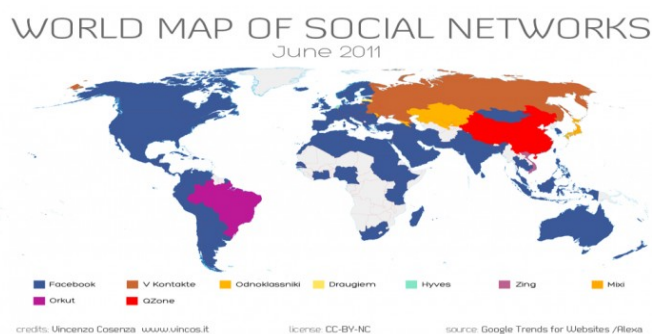 WORLD MAP OF SOCIAL NETWORKS
June 2011
Facebook V Kontakte Odnoklassniki Draugiem Hyves Zing Mixi
Orkut QZone
credits: Vincenzo Cosenza www.vincos.it license: CC-BY-NC source: Google Trends for Websites /Alexa